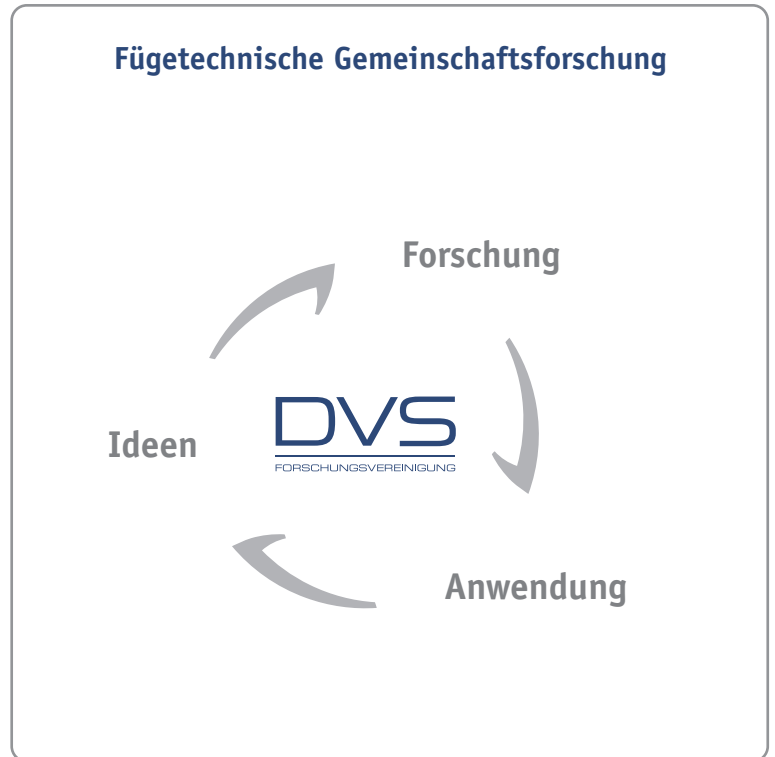 Fügetechnische Gemeinschaftsforschung
Forschung
Ideen
DVS
FORSCHUNGSVEREINIGUNG
Anwendung